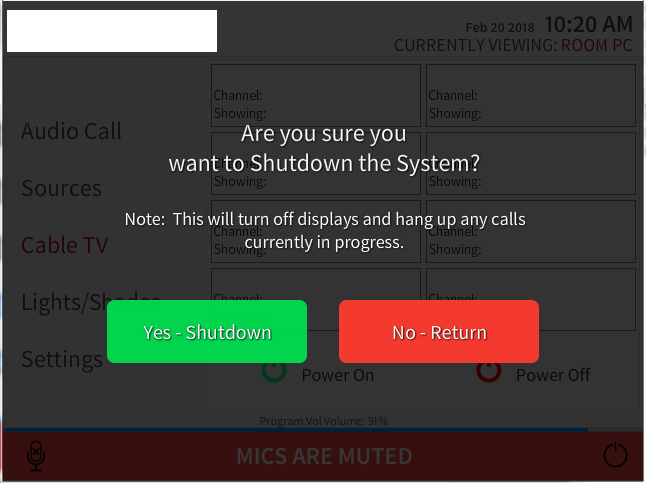 Feb 20 2018 10:20 AM
CURRENTLY VIEWING: ROOM PC
Audio Call
Sources
Cable TV
Lights/Shades
Settings
Channel:
Showing:
Channel:
Showing:
Are you sure you
want to Shutdown the System?
Showing:
Showing:
Note: This will turn off displays and hang up any calls
currently in progress.
Channel:
Showing:
Channel:
Showing:
Channel:
Channel:
Yes - Shutdown
No - Return
Power On
Power Off
Program Vol Volume: 91%
MICS ARE MUTED